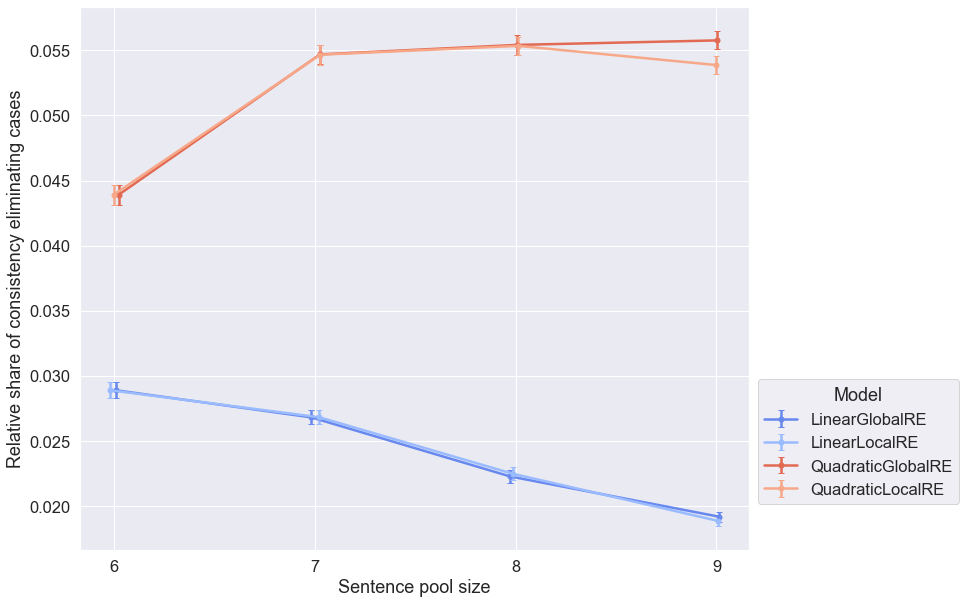 Relative share of consistency eliminating cases
0.055
0.050
0.045
0.040
0.035
0.030
0.025
0.020
6
7
8
9
Sentence pool size
Model
LinearGlobalRE
LinearLocalRE
QuadraticGlobalRE
QuadraticLocalRE